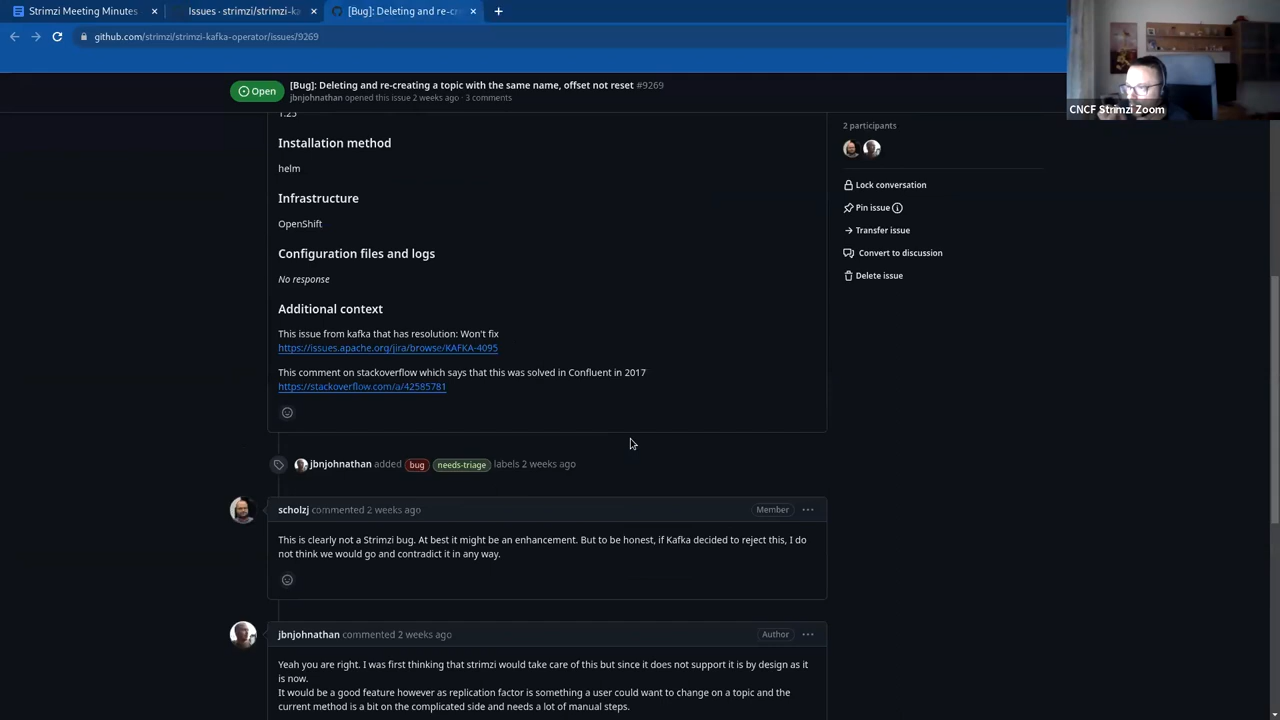 Strimzi Meeting Minutes
Issues · strimzi/strimzi-ka
[Bug]: Deleting and re-cre
github.com/strimzi/strimzi-kafka-operator/issues/9269
CNCF Strimzi Zoom
Open
[Bug]: Deleting and re-creating a topic with the same name, offset not reset #9269
jbnjohnathan opened this issue 2 weeks ago · 3 comments
1.25
Installation method
helm
Infrastructure
OpenShift
Configuration files and logs
No response
Additional context
This issue from kafka that has resolution: Won't fix
https://issues.apache.org/jira/browse/KAFKA-4095
This comment on stackoverflow which says that this was solved in Confluent in 2017
https://stackoverflow.com/a/42585781
jbnjohnathan added bug needs-triage labels 2 weeks ago
scholzj commented 2 weeks ago
Member
This is clearly not a Strimzi bug. At best it might be an enhancement. But to be honest, if Kafka decided to reject this, I do
not think we would go and contradict it in any way.
jbnjohnathan commented 2 weeks ago
Author
Yeah you are right. I was first thinking that strimzi would take care of this but since it does not support it is by design as it
is now.
It would be a good feature however as replication factor is something a user could want to change on a topic and the
current method is a bit on the complicated side and needs a lot of manual steps.
2 participants
Lock conversation
Pin issue
Transfer issue
Convert to discussion
Delete issue